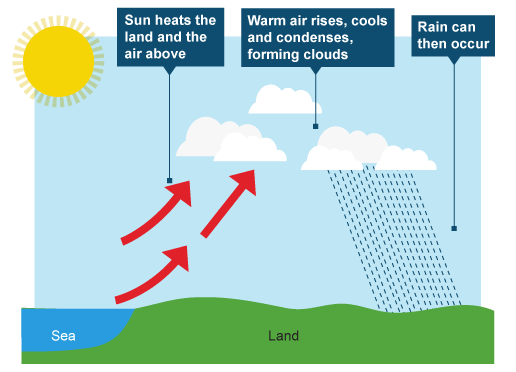 Sun heats the
land and the
air above
Warm air rises, cools
and condenses,
forming clouds
Rain can
then occur
Sea
Land